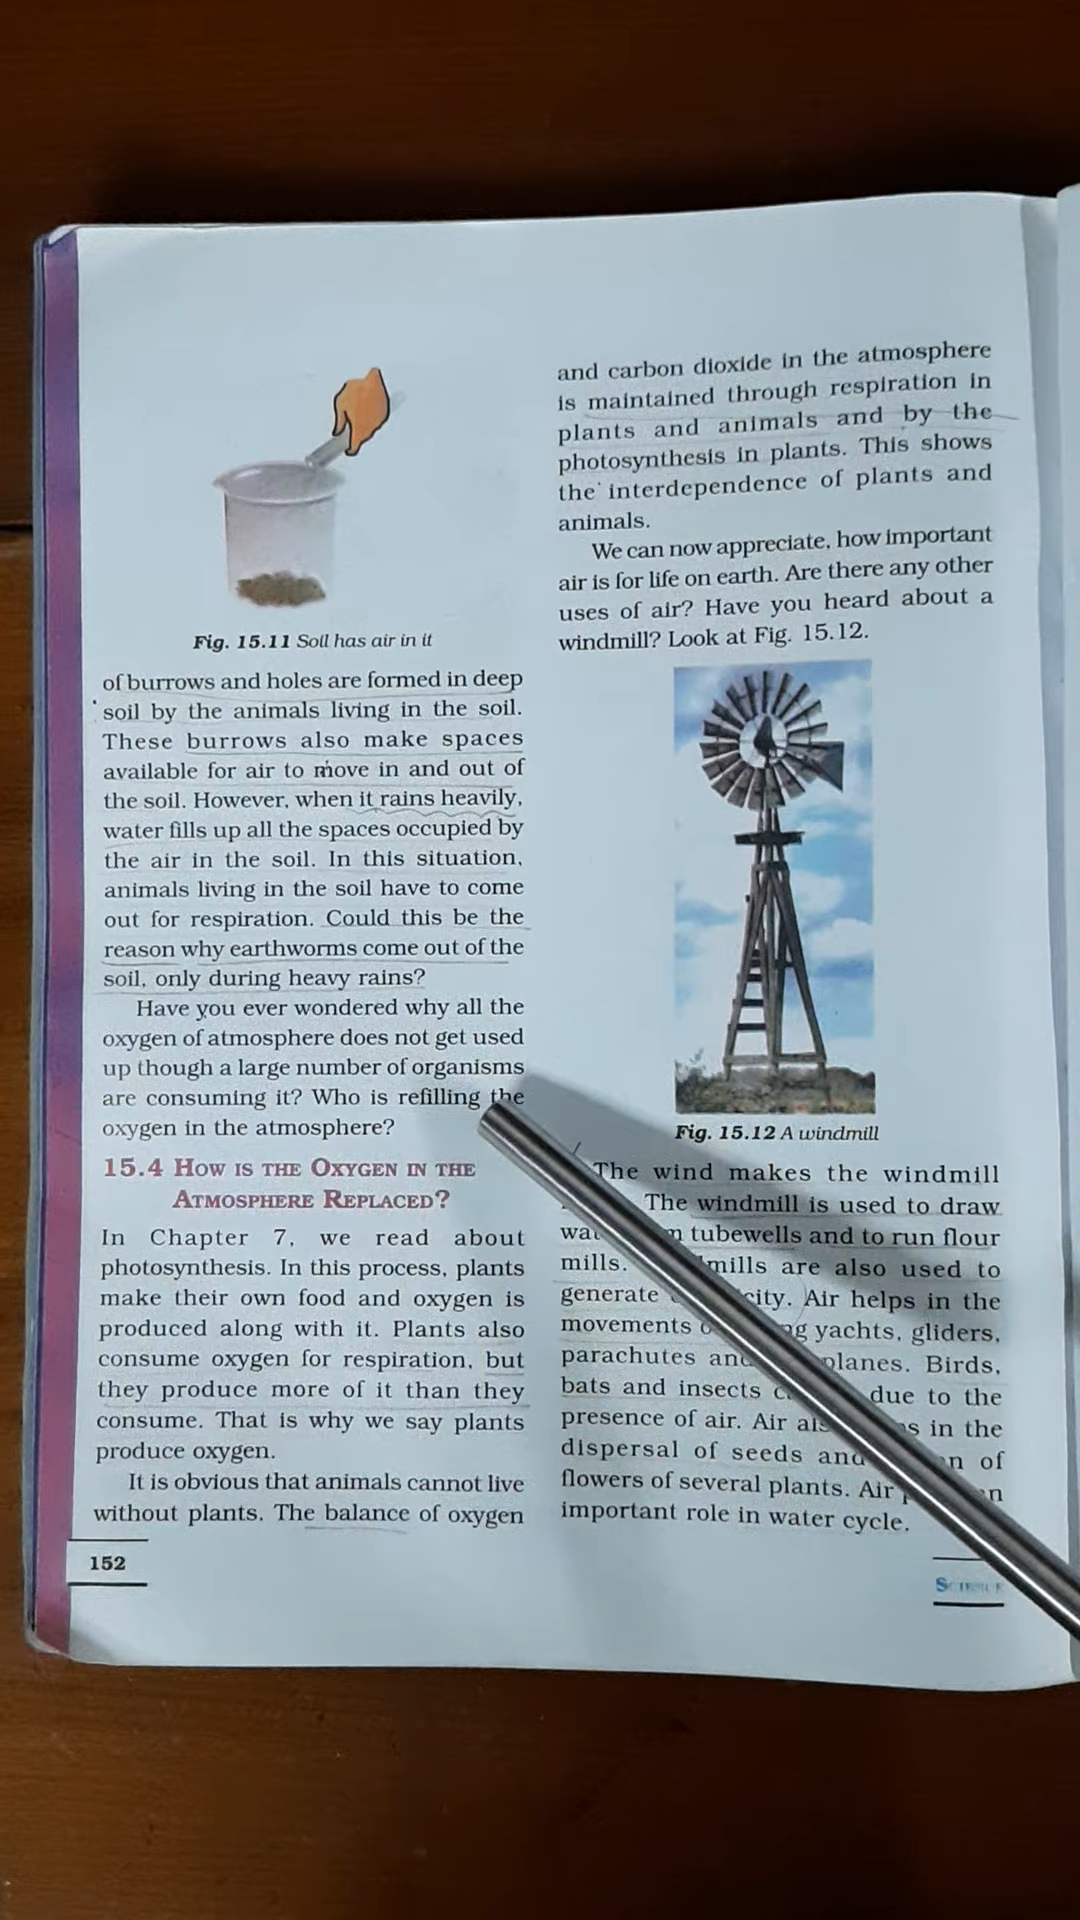 Fig. 15.11 Soil has air in it
of burrows and holes are formed in deep
soil by the animals living in the soil.
These burrows also make spaces
available for air to move in and out of
the soil. However, when it rains heavily,
water fills up all the spaces occupied by
the air in the soil. In this situation,
animals living in the soil have to come
out for respiration. Could this be the
reason why earthworms come out of the
soil, only during heavy rains?
Have you ever wondered why all the
oxygen of atmosphere does not get used
up though a large number of organisms
are consuming it? Who is refilling the
oxygen in the atmosphere?
15.4 HOW IS THE OXYGEN IN THE
ATMOSPHERE REPLACED?
In Chapter 7, we read about
photosynthesis. In this process, plants
make their own food and oxygen is
produced along with it. Plants also
consume oxygen for respiration, but
they produce more of it than they
consume. That is why we say plants
produce oxygen.
It is obvious that animals cannot live
without plants. The balance of oxygen
152
and carbon dioxide in the atmosphere
is maintained through respiration in
plants and animals and by the
photosynthesis in plants. This shows
the interdependence of plants and
animals.
We can now appreciate, how important
air is for life on earth. Are there any other
uses of air? Have you heard about a
windmill? Look at Fig. 15.12.
Fig. 15.12 A windmill
The wind makes the windmill
The windmill is used to draw
tubewells and to run flour
mills. are also used to
generate Air helps in the
movements yachts, gliders,
parachutes Birds,
bats and insects due to the
presence of air. Air in the
dispersal of seeds of
flowers of several plants. Air
important role in water cycle.
SCIENCE